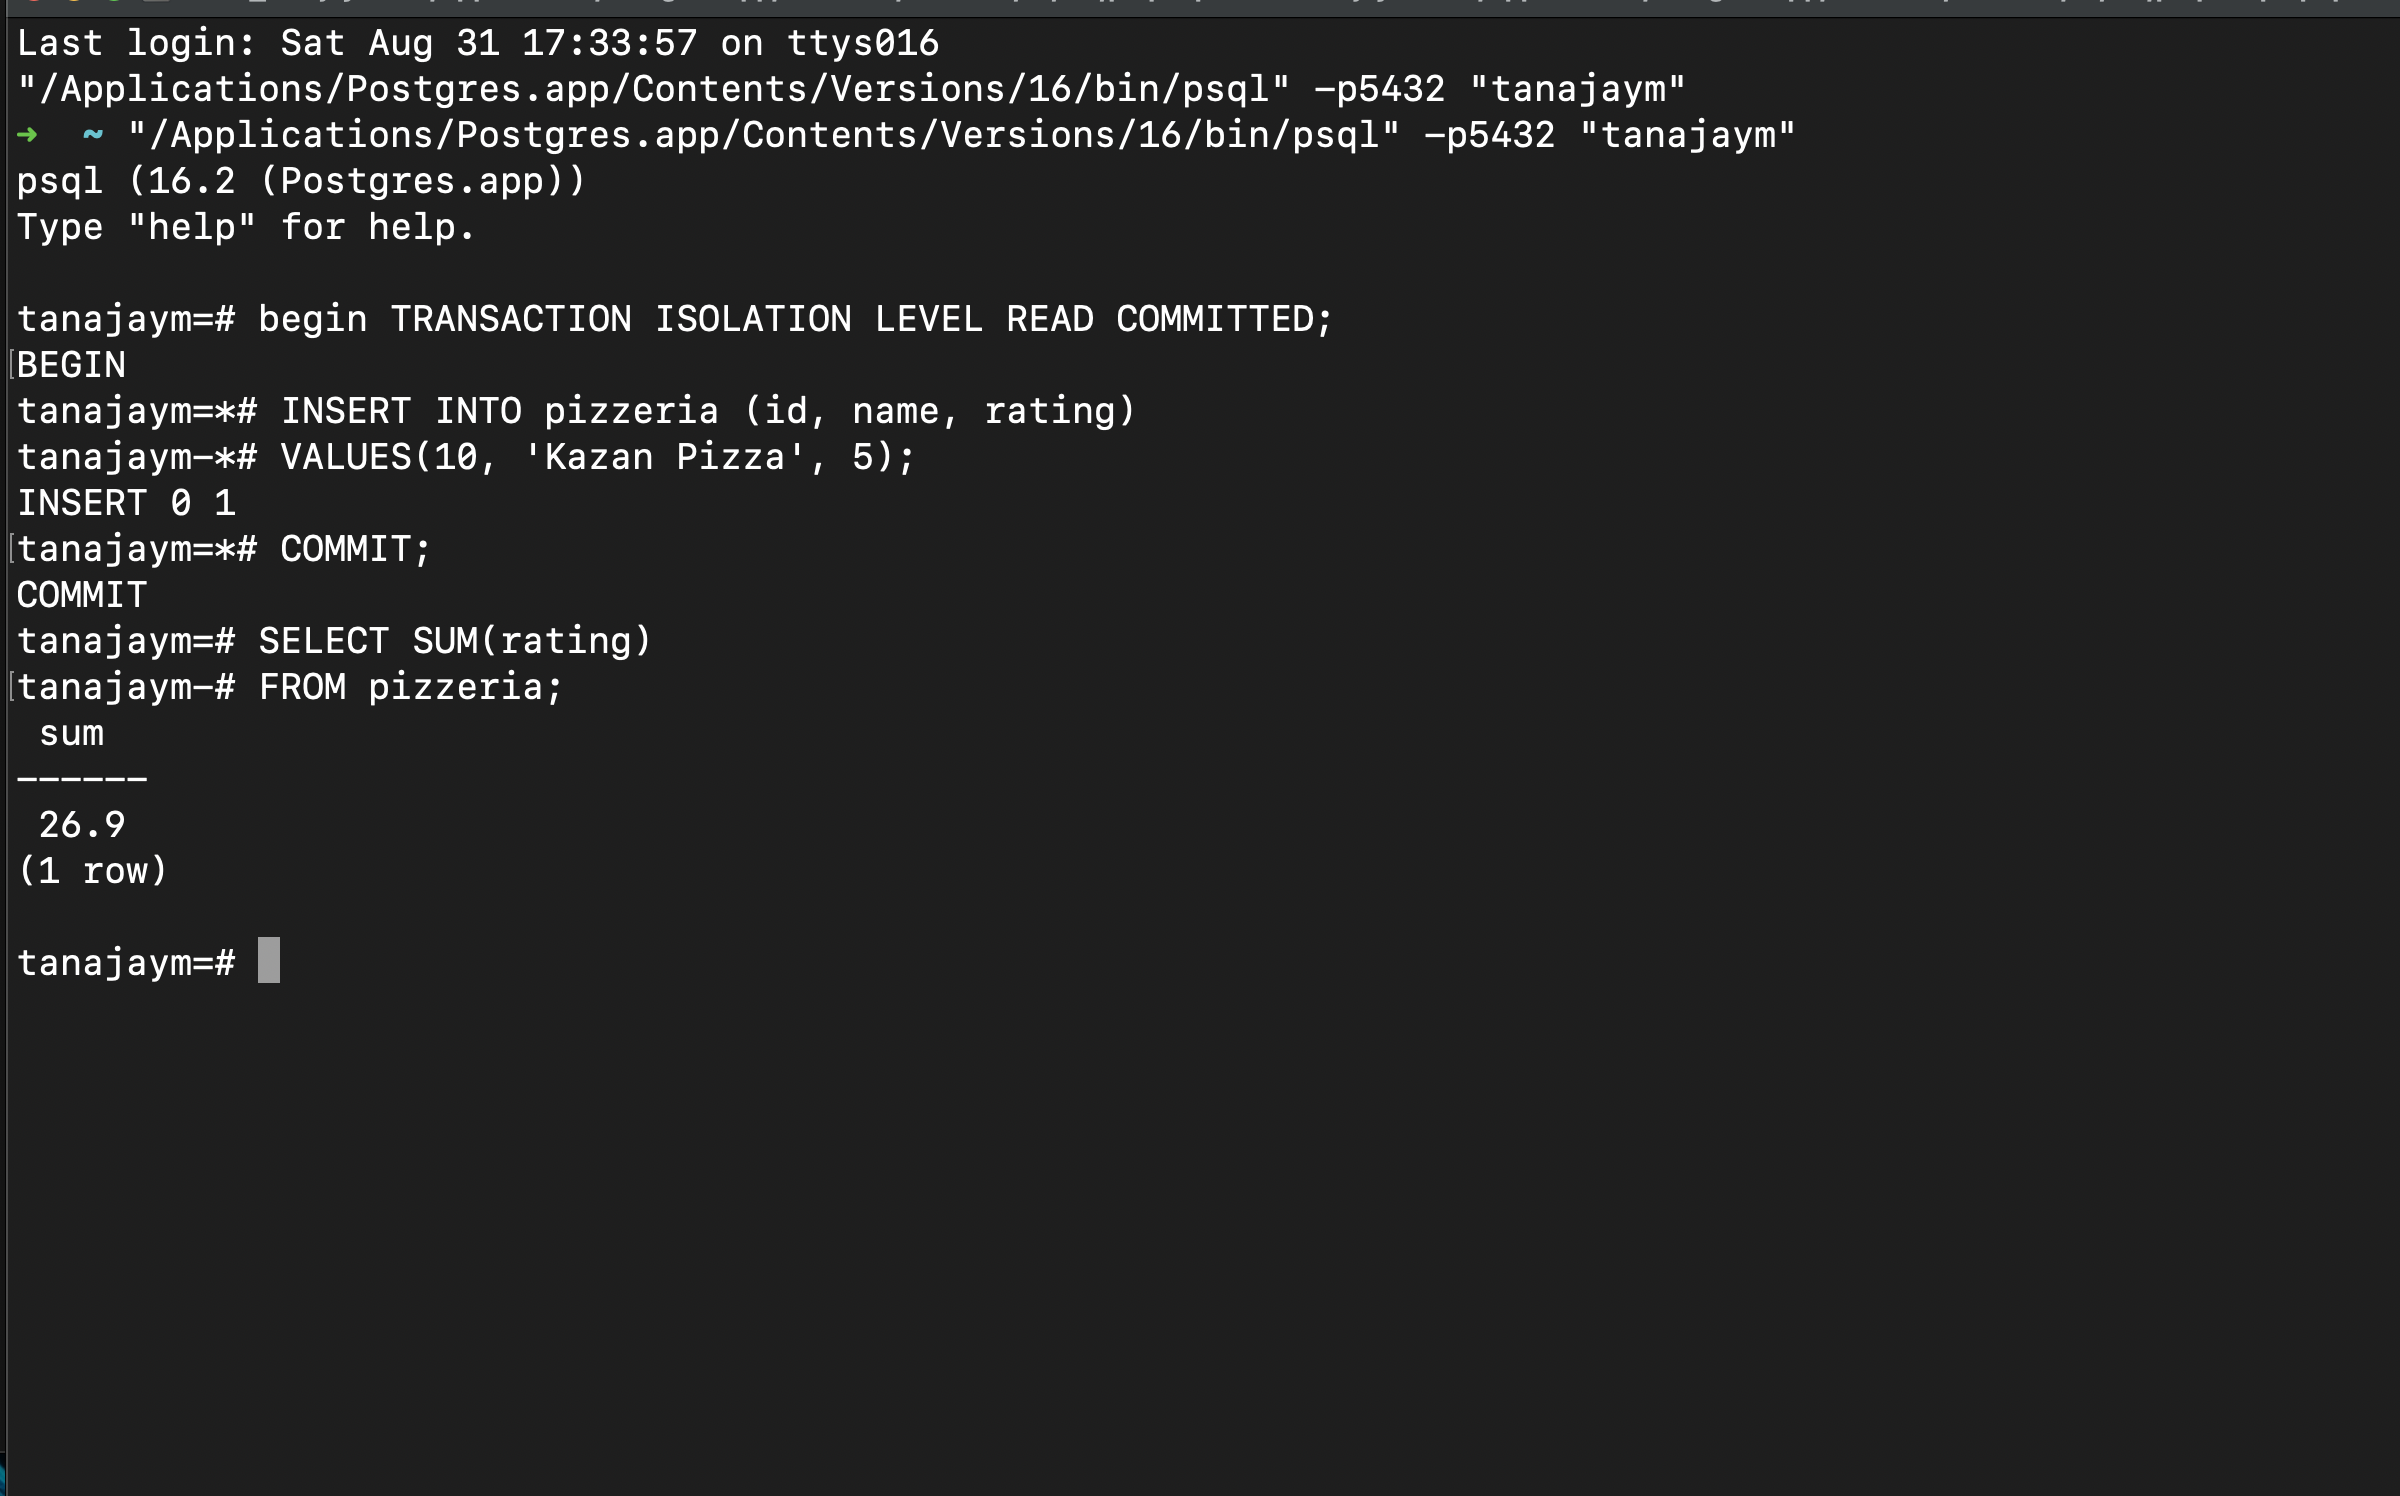 Last login: Sat Aug 31 17:33:57 on ttys016
"/Applications/Postgres.app/Contents/Versions/16/bin/psql" -p5432 "tanajaym"
➜  ~ "/Applications/Postgres.app/Contents/Versions/16/bin/psql" -p5432 "tanajaym"
psql (16.2 (Postgres.app))
Type "help" for help.

tanajaym=# begin TRANSACTION ISOLATION LEVEL READ COMMITTED;
BEGIN
tanajaym=*# INSERT INTO pizzeria (id, name, rating)
tanajaym-*# VALUES(10, 'Kazan Pizza', 5);
INSERT 0 1
tanajaym=*# COMMIT;
COMMIT
tanajaym=# SELECT SUM(rating)
tanajaym-# FROM pizzeria;
 sum
------
 26.9
(1 row)

tanajaym=#